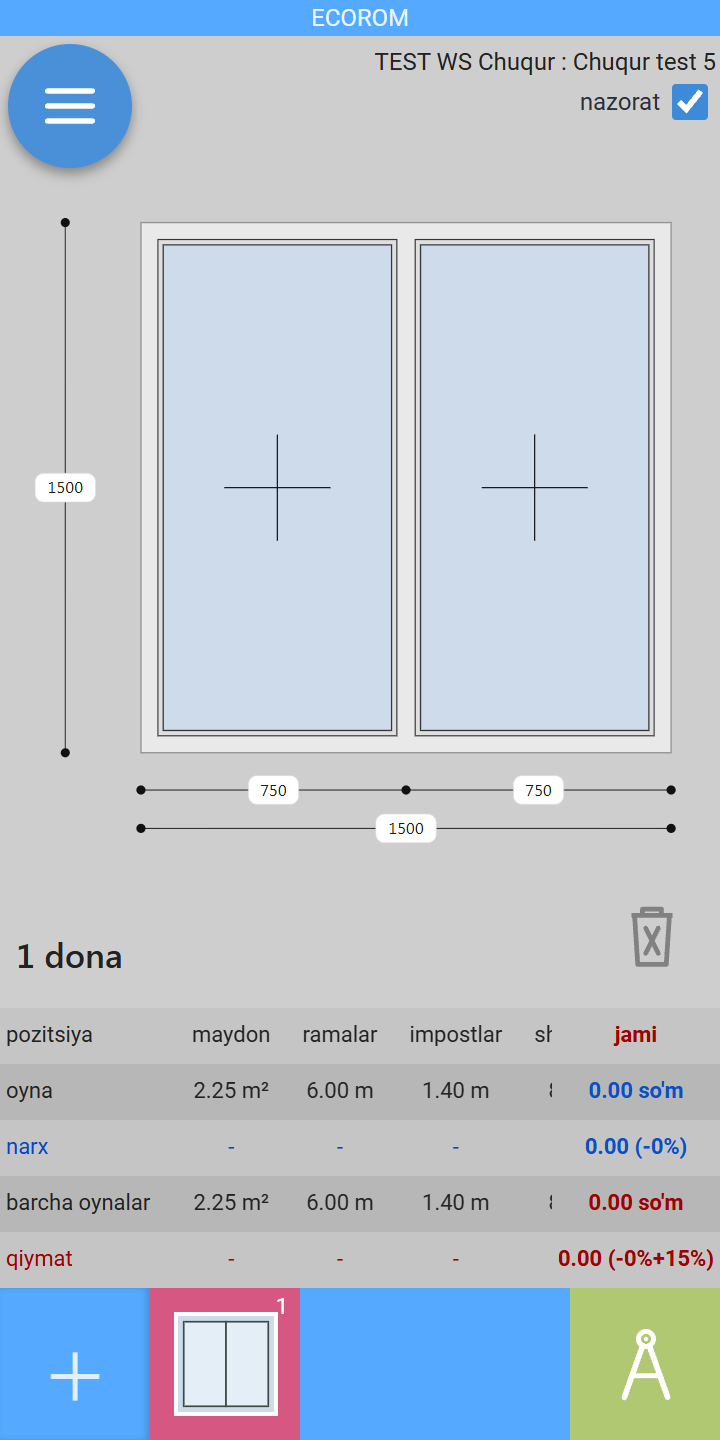 ECOROM
TEST WS Chuqur : Chuqur test 5
nazorat
1500
750 750
1500
1 dona
pozitsiya maydon ramalar impostlar jami
oyna 2.25 m² 6.00 m 1.40 m 0.00 so'm
narx - - - 0.00 (-0%)
barcha oynalar 2.25 m² 6.00 m 1.40 m 0.00 so'm
qiymat - - - 0.00 (-0%+15%)
1